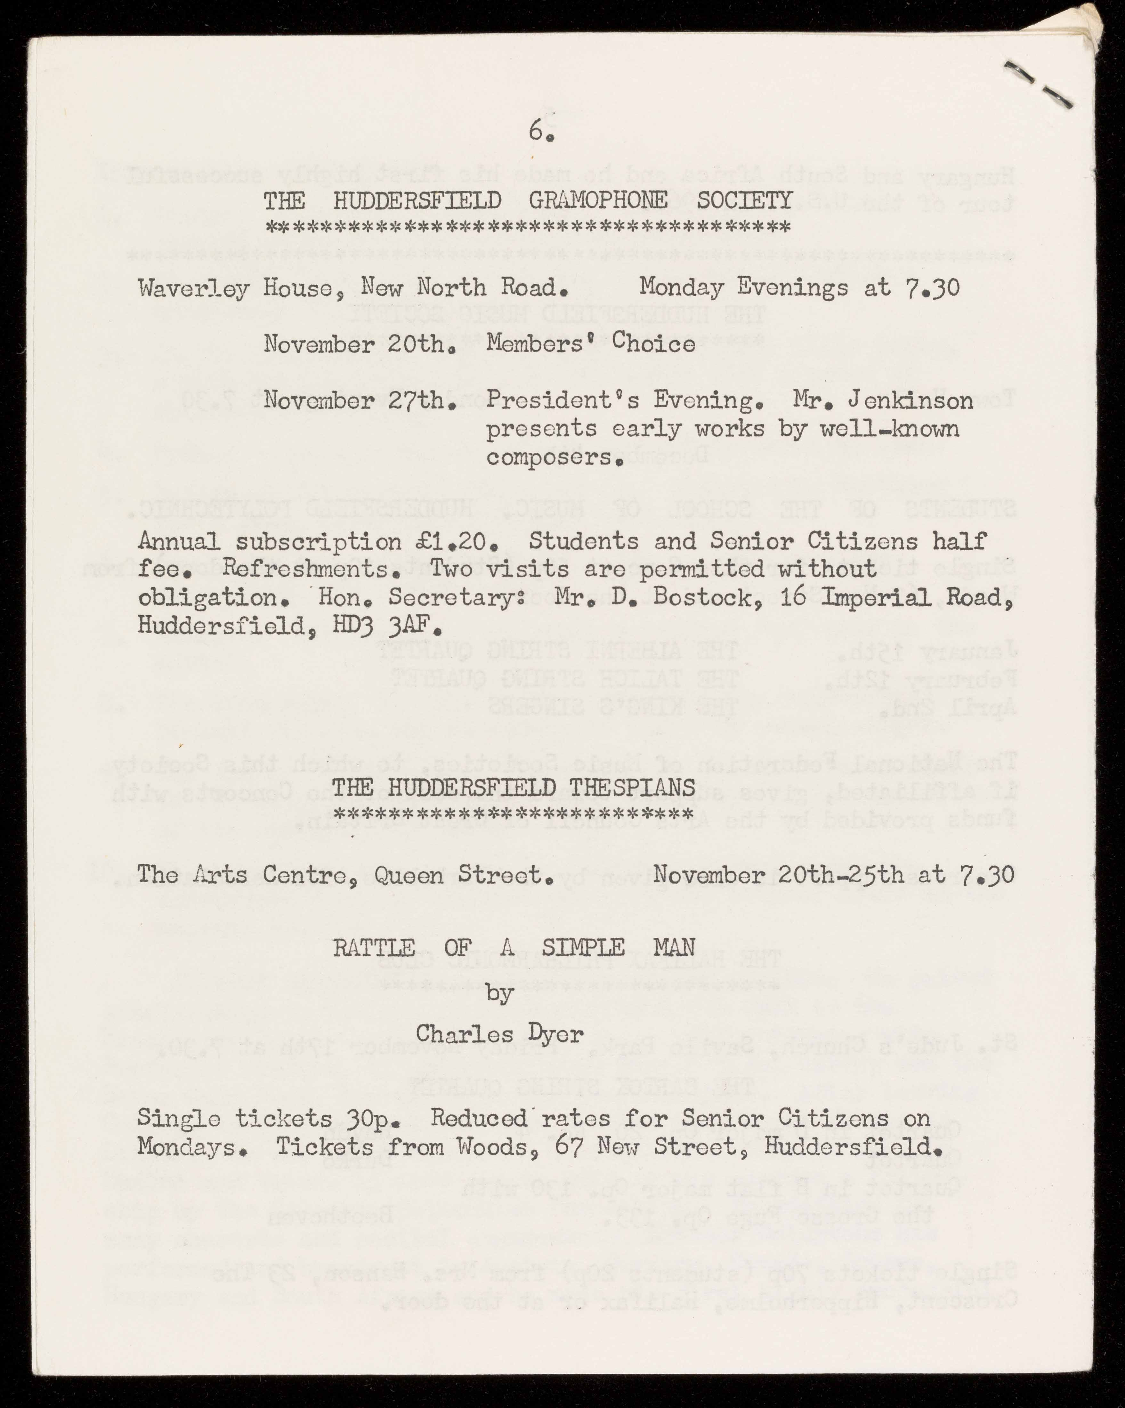 6.
THE HUDDERSFIELD GRAMOPHONE SOCIETY
**************************************
Waverley House, New North Road. Monday Evenings at 7.30
November 20th. Members' Choice
November 27th. President's Evening. Mr. Jenkinson
presents early works by well-known
composers.
Annual subscription £1.20. Students and Senior Citizens half
fee. Refreshments. Two visits are permitted without
obligation. Hon. Secretary: Mr. D. Bostock, 16 Imperial Road,
Huddersfield, HD3 3AF.
THE HUDDERSFIELD THESPIANS
**************************
The Arts Centre, Queen Street. November 20th-25th at 7.30
RATTLE OF A SIMPLE MAN
by
Charles Dyer
Single tickets 30p. Reduced rates for Senior Citizens on
Mondays. Tickets from Woods, 67 New Street, Huddersfield.